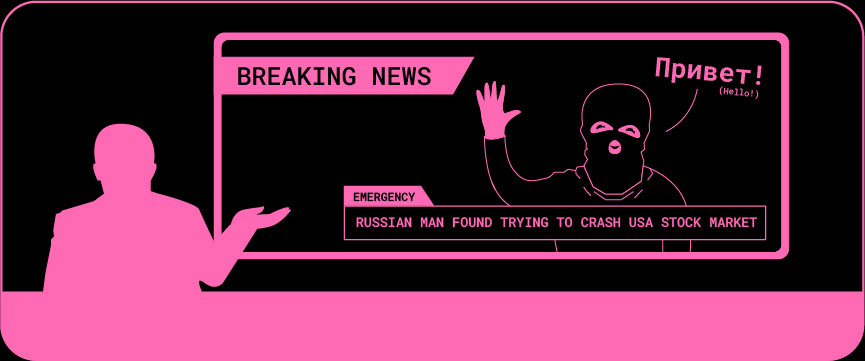 BREAKING NEWS
Привет!
(Hello!)
EMERGENCY
RUSSIAN MAN FOUND TRYING TO CRASH USA STOCK MARKET